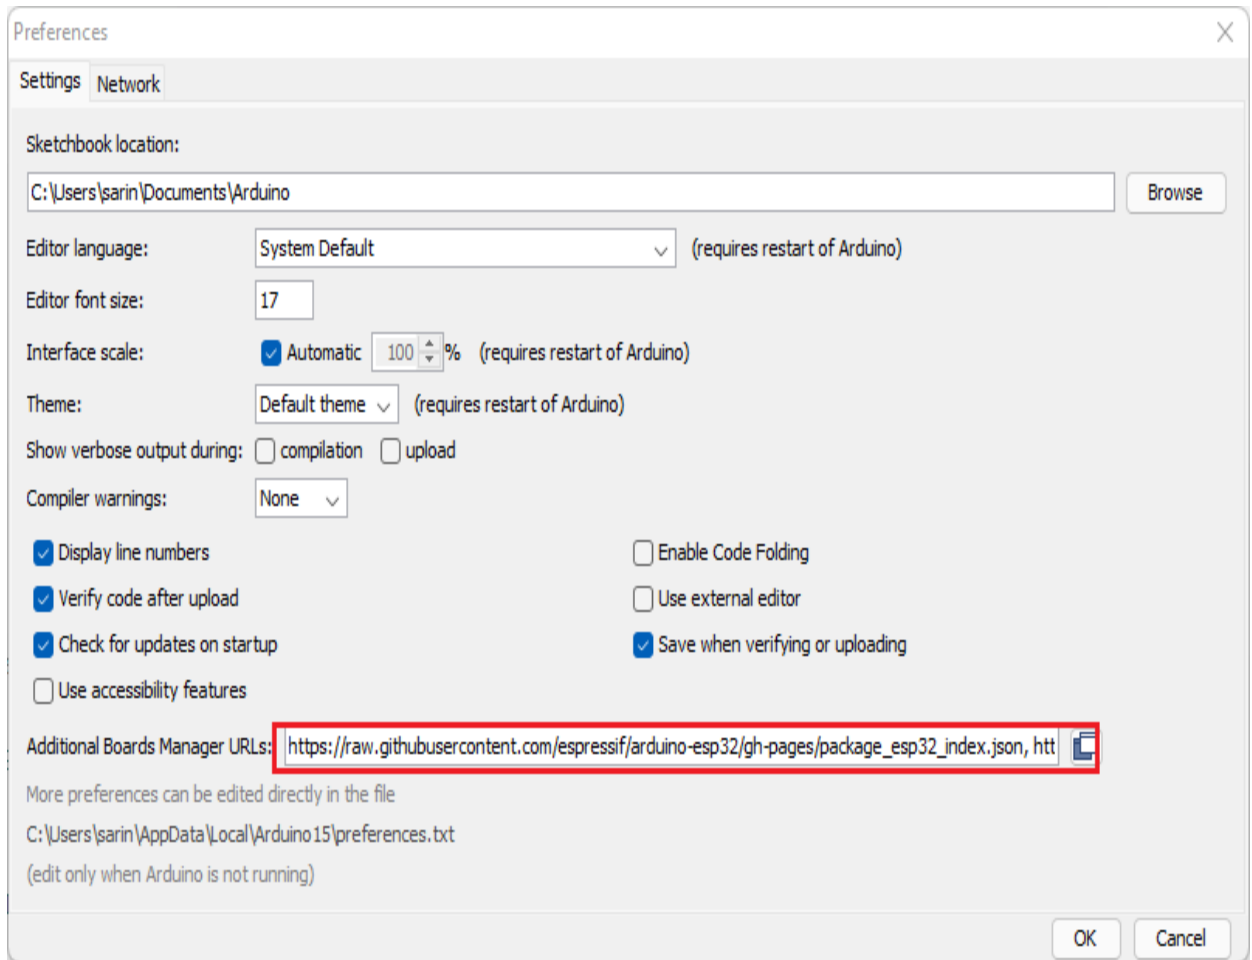 Preferences
Settings Network
Sketchbook location:
C:\Users\sarin\Documents\Arduino Browse
Editor language: System Default (requires restart of Arduino)
Editor font size: 17
Interface scale: Automatic 100 % (requires restart of Arduino)
Theme: Default theme (requires restart of Arduino)
Show verbose output during: compilation upload
Compiler warnings: None
Display line numbers Enable Code Folding
Verify code after upload Use external editor
Check for updates on startup Save when verifying or uploading
Use accessibility features
Additional Boards Manager URLs: https://raw.githubusercontent.com/espressif/arduino-esp32/gh-pages/package_esp32_index.json, htt
More preferences can be edited directly in the file
C:\Users\sarin\AppData\Local\Arduino15\preferences.txt
(edit only when Arduino is not running)
OK Cancel